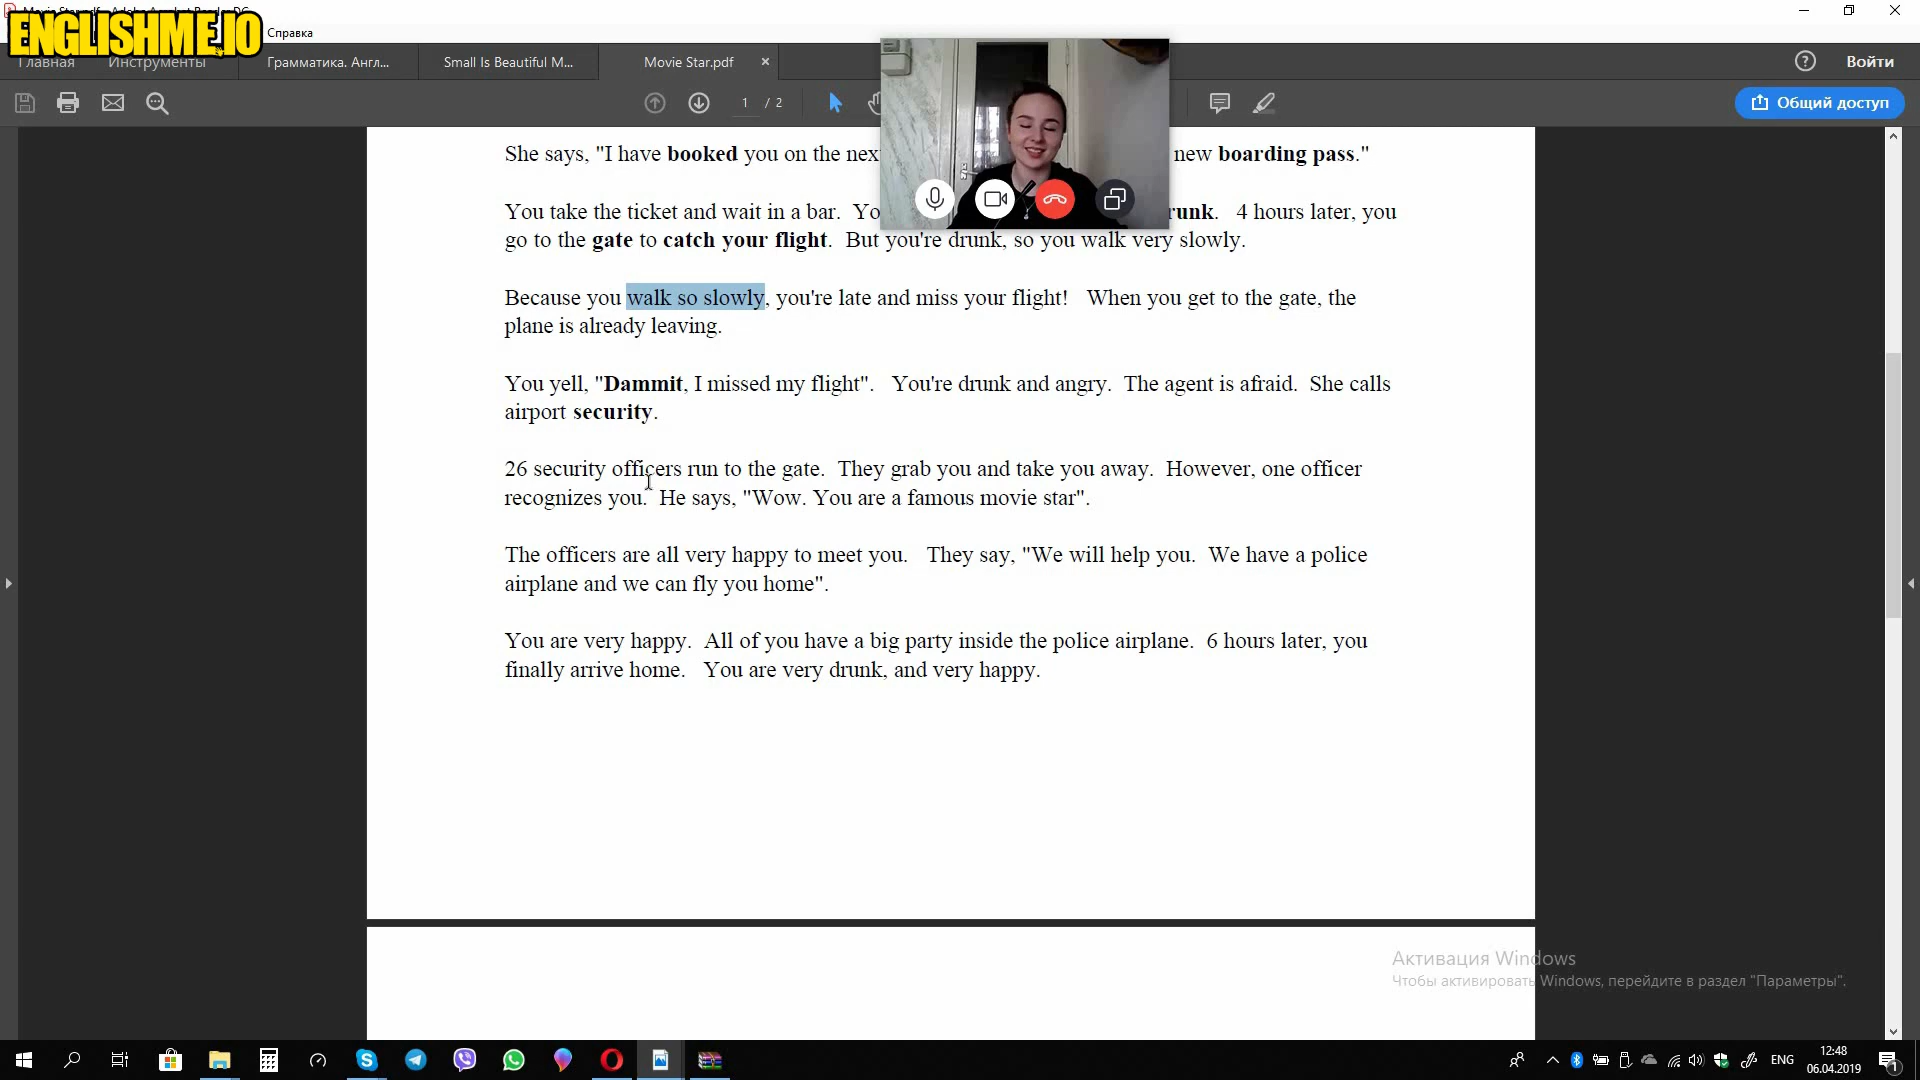 ENGLISHME.IO
Справка
Главная
Инструменты
Грамматика. Англ...
Small Is Beautiful M...
Movie Star.pdf
Войти
1 / 2
Общий доступ
She says, "I have booked you on the nex
new boarding pass."
You take the ticket and wait in a bar. Yo
runk. 4 hours later, you
go to the gate to catch your flight. But you're drunk, so you walk very slowly.
Because you walk so slowly, you're late and miss your flight! When you get to the gate, the
plane is already leaving.
You yell, "Dammit, I missed my flight". You're drunk and angry. The agent is afraid. She calls
airport security.
26 security officers run to the gate. They grab you and take you away. However, one officer
recognizes you. He says, "Wow. You are a famous movie star".
The officers are all very happy to meet you. They say, "We will help you. We have a police
airplane and we can fly you home".
You are very happy. All of you have a big party inside the police airplane. 6 hours later, you
finally arrive home. You are very drunk, and very happy.
Активация Windows
Чтобы активировать Windows, перейдите в раздел "Параметры".
ENG
12:48
06.04.2019
1